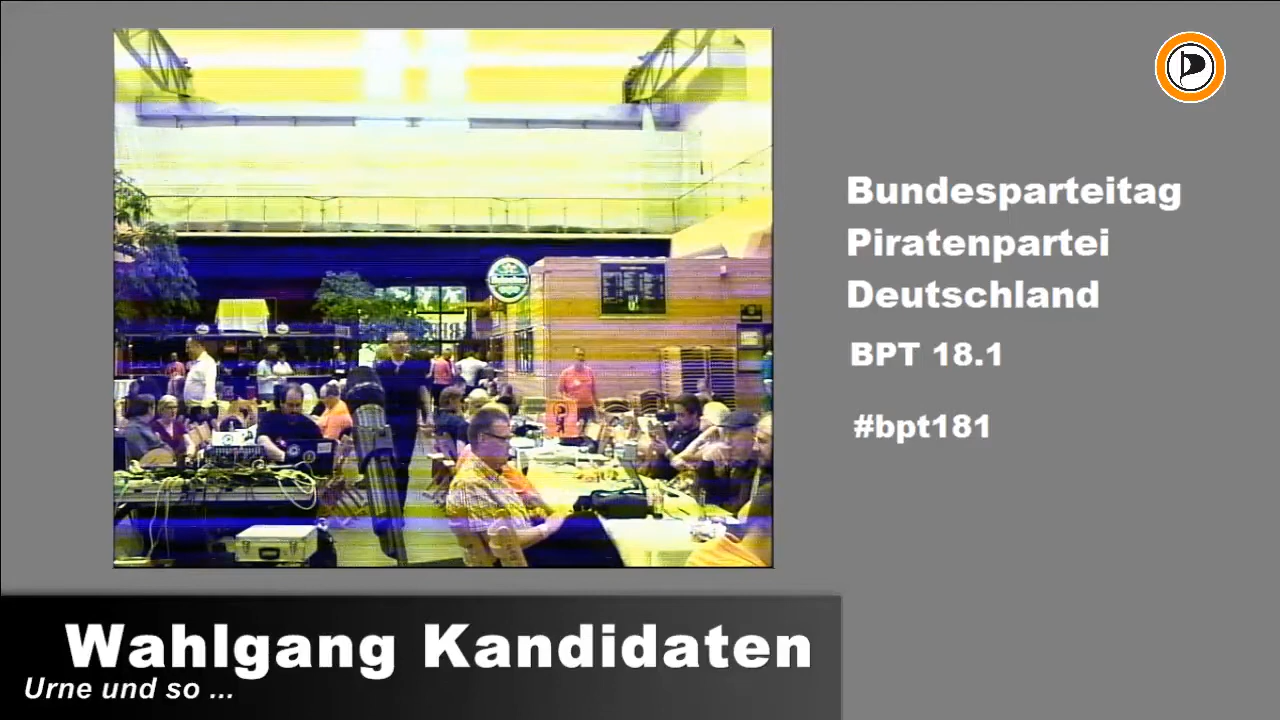 Bundesparteitag
Piratenpartei
Deutschland
BPT 18.1
#bpt181
Wahlgang Kandidaten
Urne und so ...